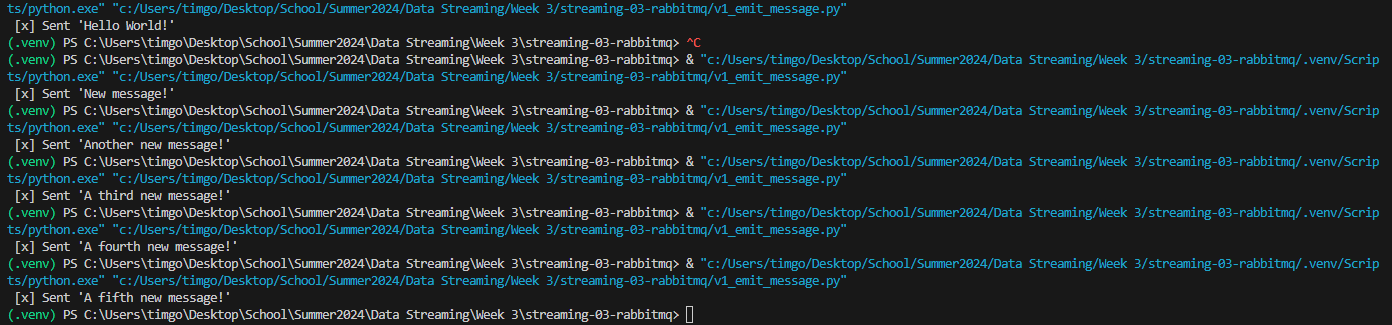 ts/python.exe" "c:/Users/timgo/Desktop/School/Summer2024/Data Streaming/Week 3/streaming-03-rabbitmq/v1_emit_message.py"
[x] Sent 'Hello World!'
(.venv) PS C:\Users\timgo\Desktop\School\Summer2024\Data Streaming\Week 3\streaming-03-rabbitmq> ^C
(.venv) PS C:\Users\timgo\Desktop\School\Summer2024\Data Streaming\Week 3\streaming-03-rabbitmq> & "c:/Users/timgo/Desktop/School/Summer2024/Data Streaming/Week 3/streaming-03-rabbitmq/.venv/Scrip
ts/python.exe" "c:/Users/timgo/Desktop/School/Summer2024/Data Streaming/Week 3/streaming-03-rabbitmq/v1_emit_message.py"
[x] Sent 'New message!'
(.venv) PS C:\Users\timgo\Desktop\School\Summer2024\Data Streaming\Week 3\streaming-03-rabbitmq> & "c:/Users/timgo/Desktop/School/Summer2024/Data Streaming/Week 3/streaming-03-rabbitmq/.venv/Scrip
ts/python.exe" "c:/Users/timgo/Desktop/School/Summer2024/Data Streaming/Week 3/streaming-03-rabbitmq/v1_emit_message.py"
[x] Sent 'Another new message!'
(.venv) PS C:\Users\timgo\Desktop\School\Summer2024\Data Streaming\Week 3\streaming-03-rabbitmq> & "c:/Users/timgo/Desktop/School/Summer2024/Data Streaming/Week 3/streaming-03-rabbitmq/.venv/Scrip
ts/python.exe" "c:/Users/timgo/Desktop/School/Summer2024/Data Streaming/Week 3/streaming-03-rabbitmq/v1_emit_message.py"
[x] Sent 'A third new message!'
(.venv) PS C:\Users\timgo\Desktop\School\Summer2024\Data Streaming\Week 3\streaming-03-rabbitmq> & "c:/Users/timgo/Desktop/School/Summer2024/Data Streaming/Week 3/streaming-03-rabbitmq/.venv/Scrip
ts/python.exe" "c:/Users/timgo/Desktop/School/Summer2024/Data Streaming/Week 3/streaming-03-rabbitmq/v1_emit_message.py"
[x] Sent 'A fourth new message!'
(.venv) PS C:\Users\timgo\Desktop\School\Summer2024\Data Streaming\Week 3\streaming-03-rabbitmq> & "c:/Users/timgo/Desktop/School/Summer2024/Data Streaming/Week 3/streaming-03-rabbitmq/.venv/Scrip
ts/python.exe" "c:/Users/timgo/Desktop/School/Summer2024/Data Streaming/Week 3/streaming-03-rabbitmq/v1_emit_message.py"
[x] Sent 'A fifth new message!'
(.venv) PS C:\Users\timgo\Desktop\School\Summer2024\Data Streaming\Week 3\streaming-03-rabbitmq>